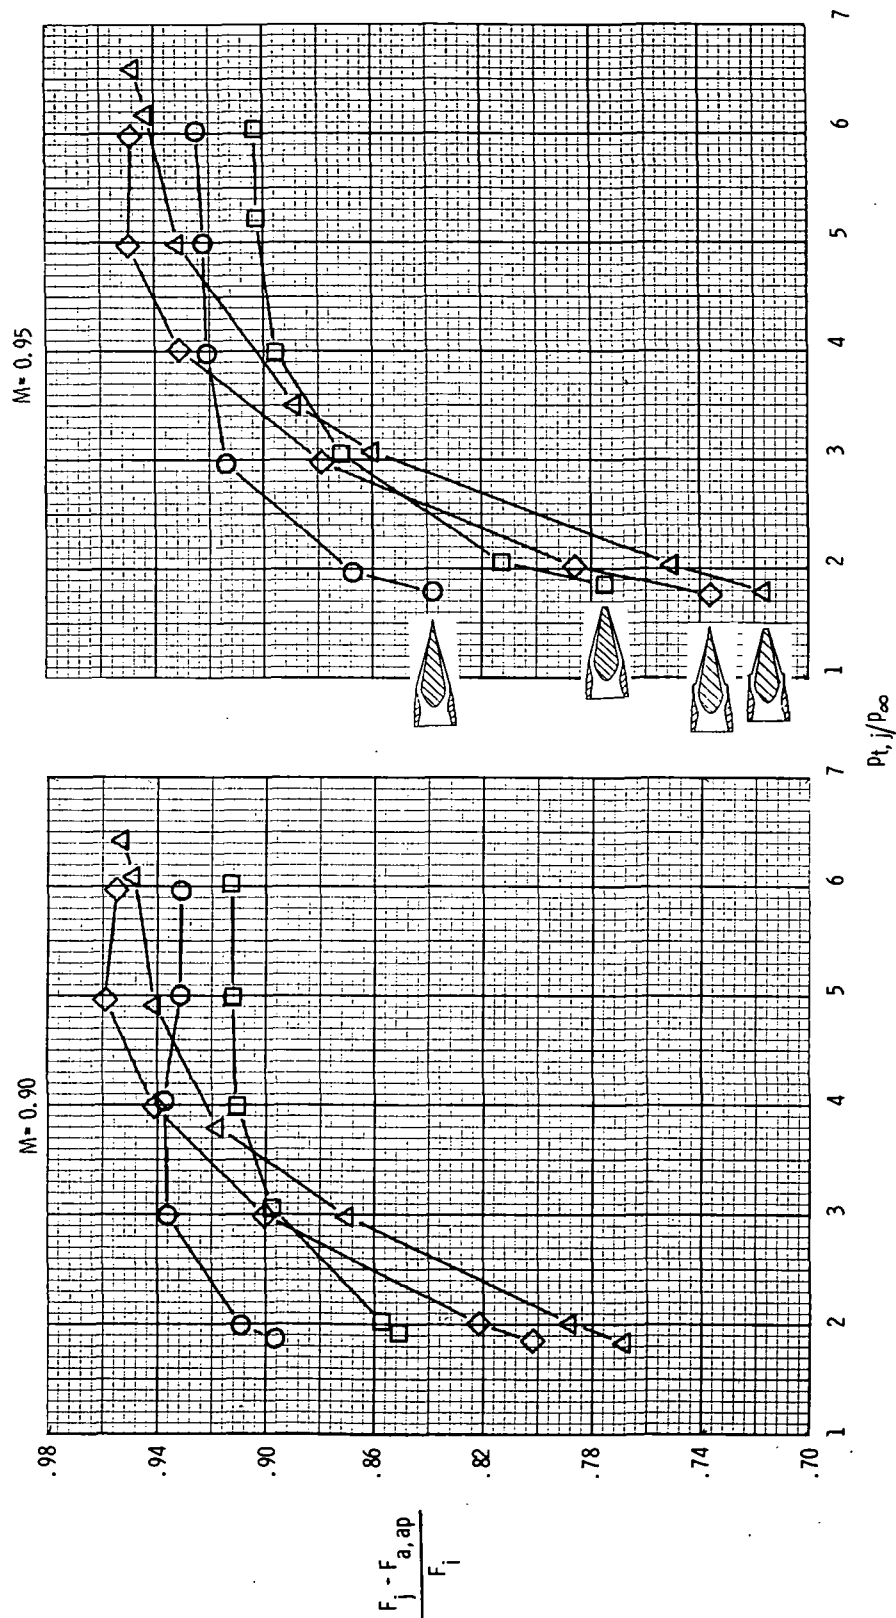 M = 0.90
M = 0.95
.98
.94
.90
.86
.82
.78
.74
.70
F_j - F_a,ap
F_i
1 2 3 4 5 6 7
1 2 3 4 5 6 7
p_t,j/p_∞